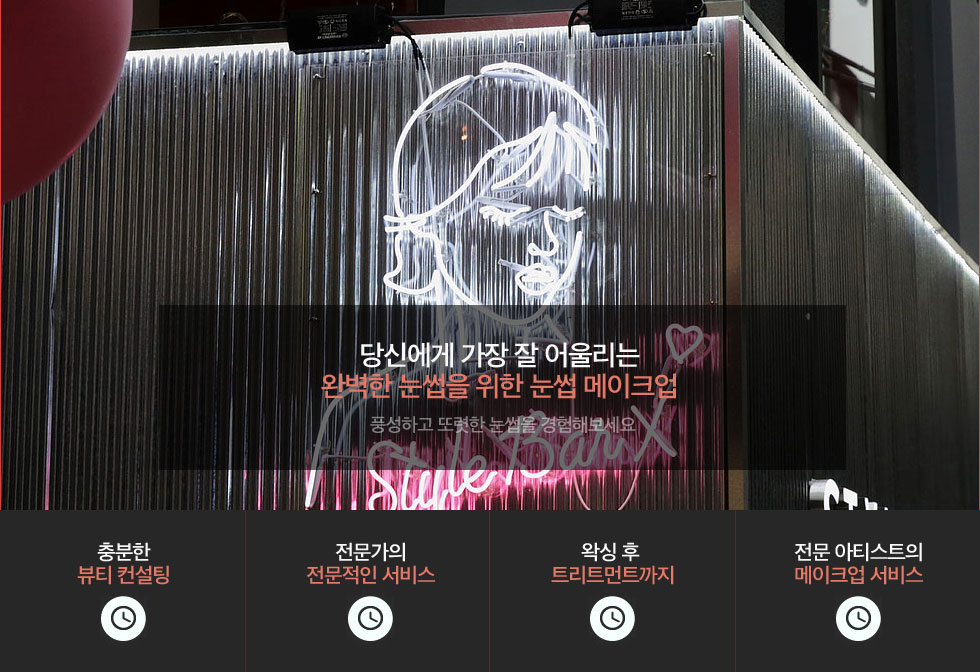 당신에게 가장 잘 어울리는
완벽한 눈썹을 위한 눈썹 메이크업
풍성하고 또렷한 눈썹을 경험해보세요
Style Bar X
충분한
뷰티 컨설팅
전문가의
전문적인 서비스
왁싱 후
트리트먼트까지
전문 아티스트의
메이크업 서비스